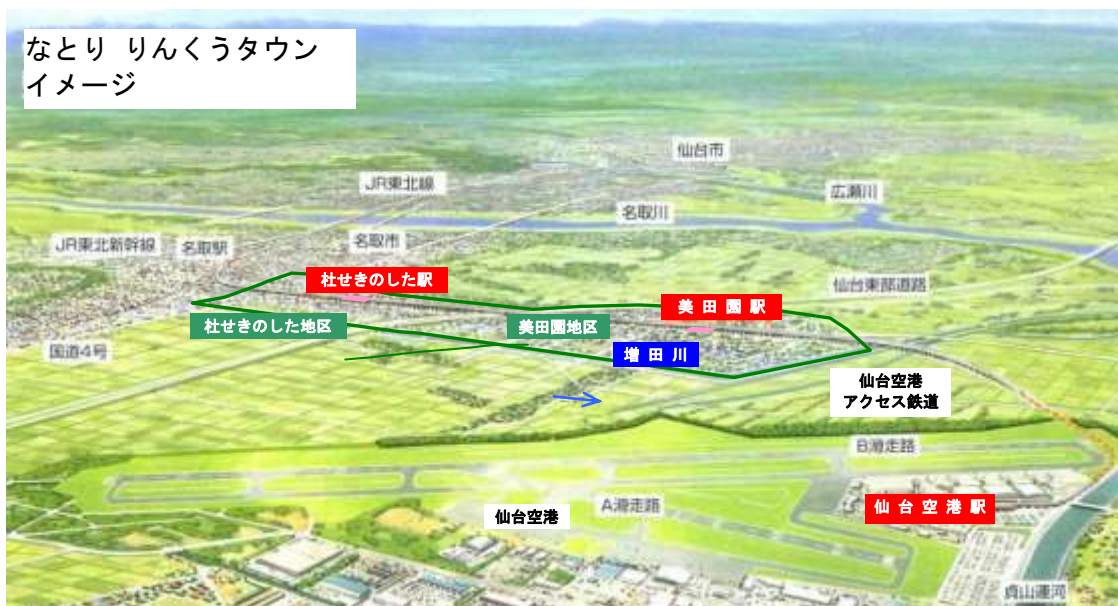 なとり りんくうタウン
イメージ
仙台市
JR東北線
広瀬川
名取川
JR東北新幹線
名取駅
名取市
杜せきのした駅
仙台東部道路
美田園駅
杜せきのした地区
美田園地区
国道4号
増田川
仙台空港
アクセス鉄道
B滑走路
A滑走路
仙台空港駅
仙台空港
貞山運河